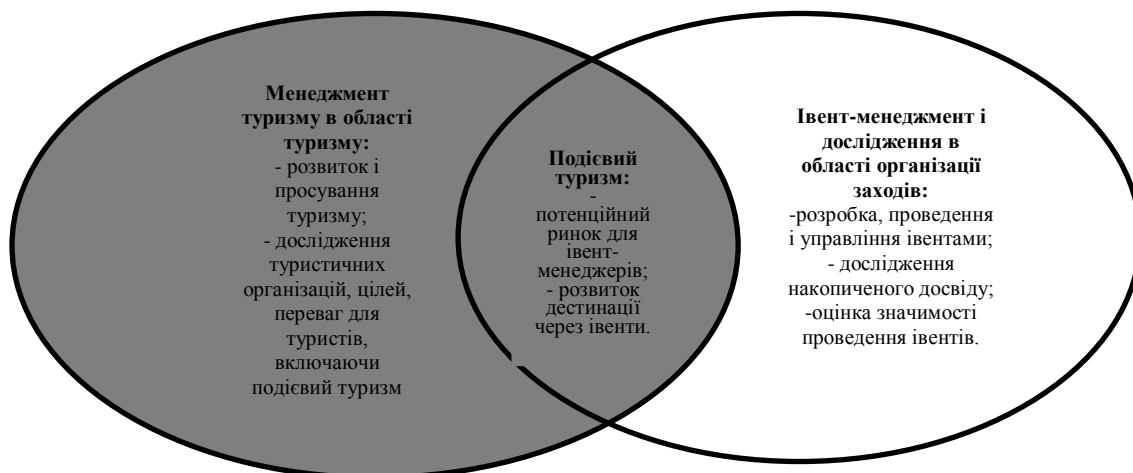 Менеджмент
туризму в області
туризму:
- розвиток і
просування
туризму;
- дослідження
туристичних
організацій, цілей,
переваг для
туристів,
включаючи
подієвий туризм
Подієвий
туризм:
-
потенційний
ринок для
івент-
менеджерів;
- розвиток
дестинації
через івенти.
Івент-менеджмент і
дослідження в
області організації
заходів:
-розробка, проведення
і управління івентами;
- дослідження
накопиченого досвіду;
-оцінка значимості
проведення івентів.